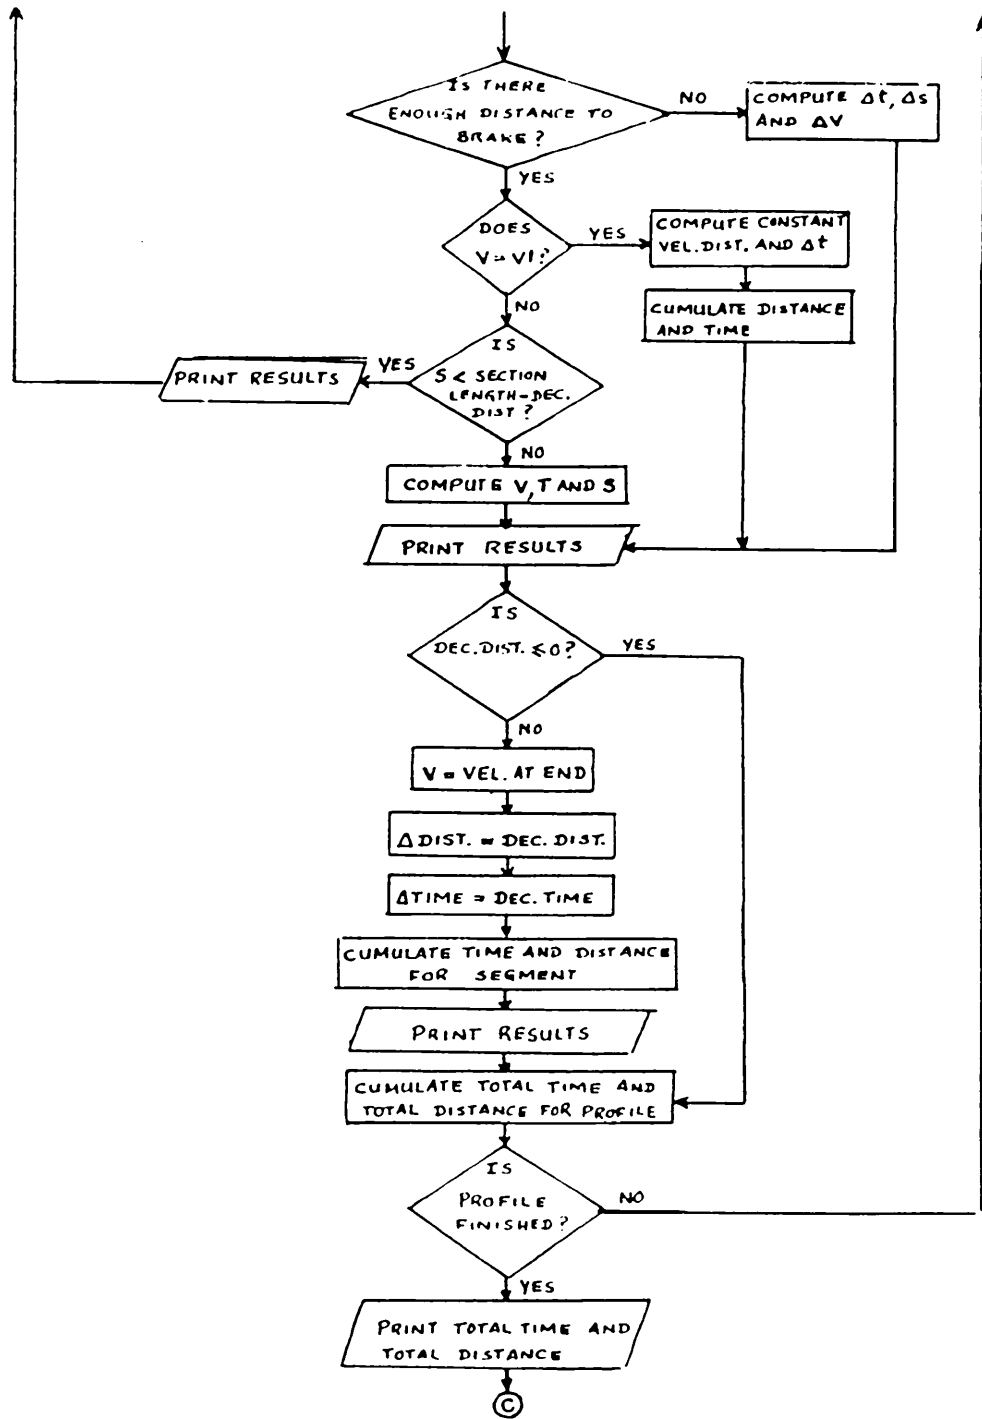 IS THERE
ENOUGH DISTANCE TO
BRAKE?
NO
COMPUTE Δt, Δs
AND ΔV
YES
DOES
V = V1?
YES
COMPUTE CONSTANT
VEL. DIST. AND Δt
CUMULATE DISTANCE
AND TIME
NO
IS
S < SECTION
LENGTH-DEC.
DIST?
YES
PRINT RESULTS
NO
COMPUTE V, T AND S
PRINT RESULTS
IS
DEC. DIST. ≤ 0?
YES
NO
V = VEL. AT END
Δ DIST. = DEC. DIST.
ΔTIME = DEC. TIME
CUMULATE TIME AND DISTANCE
FOR SEGMENT
PRINT RESULTS
CUMULATE TOTAL TIME AND
TOTAL DISTANCE FOR PROFILE
IS
PROFILE
FINISHED?
NO
YES
PRINT TOTAL TIME AND
TOTAL DISTANCE
C